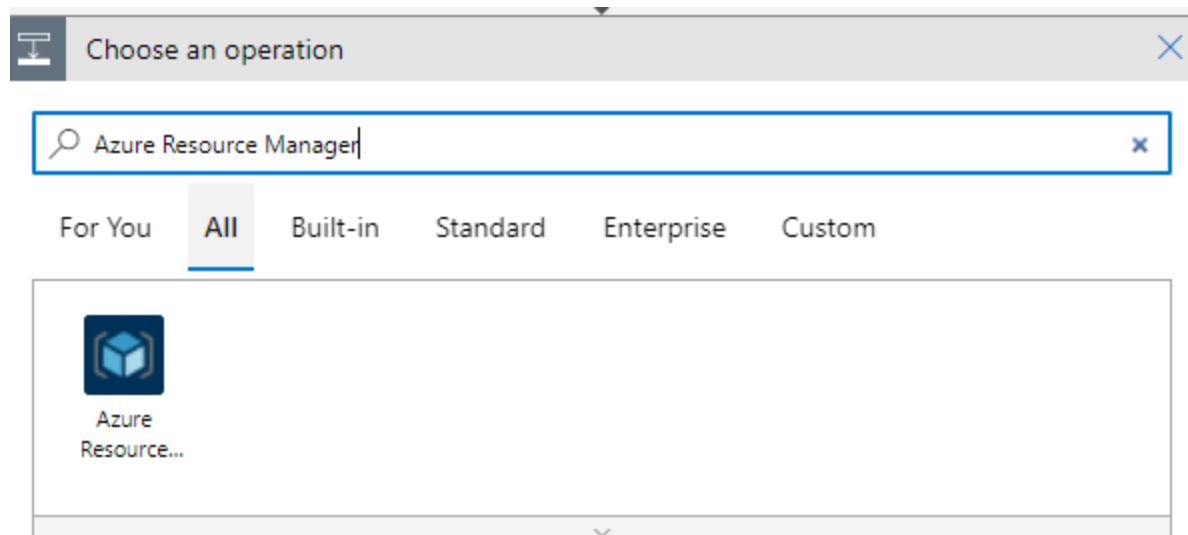 Choose an operation
Azure Resource Manager
For You All Built-in Standard Enterprise Custom
Azure
Resource...